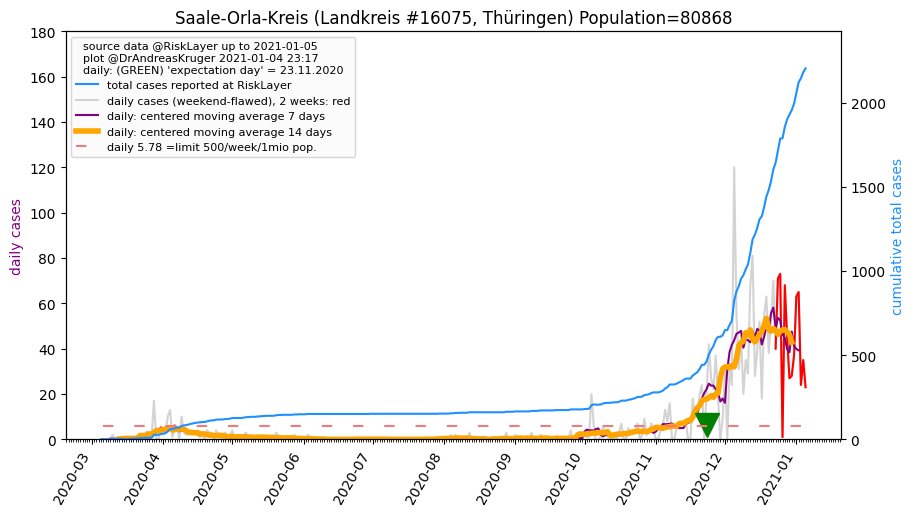 Saale-Orla-Kreis (Landkreis #16075, Thüringen) Population=80868
source data @RiskLayer up to 2021-01-05
plot @DrAndreasKruger 2021-01-04 23:17
daily: (GREEN) 'expectation day' = 23.11.2020
total cases reported at RiskLayer
daily cases (weekend-flawed), 2 weeks: red
daily: centered moving average 7 days
daily: centered moving average 14 days
daily 5.78 =limit 500/week/1mio pop.
daily cases
180
160
140
120
100
80
60
40
20
0
cumulative total cases
2000
1500
1000
500
0
2020-03
2020-04
2020-05
2020-06
2020-07
2020-08
2020-09
2020-10
2020-11
2020-12
2021-01